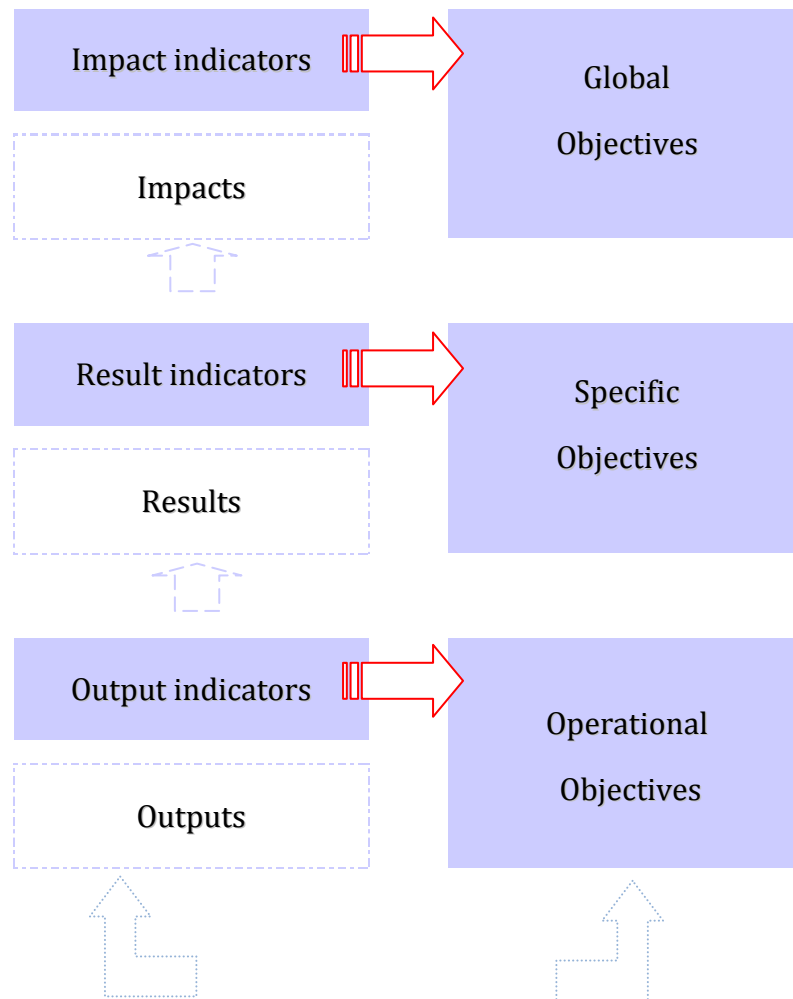 Impact indicators
Global
Objectives
Impacts
Result indicators
Specific
Objectives
Results
Output indicators
Operational
Objectives
Outputs